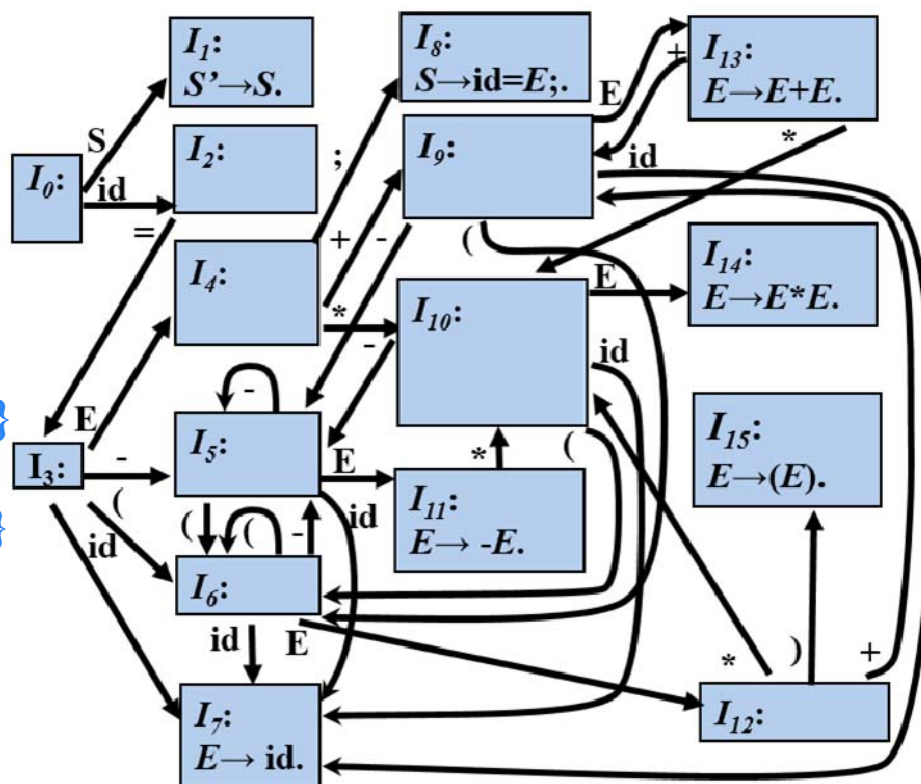 I1:
S'→S.
I8:
S→id=E;.
I13:
E→E+E.
E
+
S
I2:
;
I9:
id
*
I0:
id
=
I4:
+
-
(
I14:
E→E*E.
E
*
I10:
-
id
-
I15:
E→(E).
}
E
I5:
E
*
(
I3:
-
I11:
E→ -E.
(
(
(
-
id
}
id
I6:
id
E
*
)
+
I7:
E→ id.
I12: